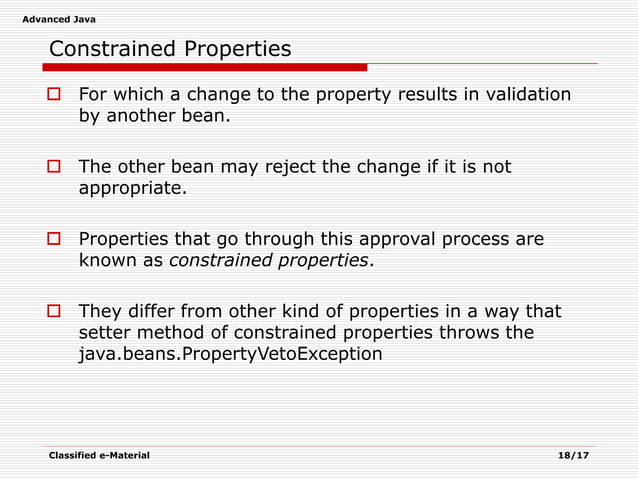 Advanced Java
Constrained Properties
For which a change to the property results in validation
by another bean.
The other bean may reject the change if it is not
appropriate.
Properties that go through this approval process are
known as constrained properties.
They differ from other kind of properties in a way that
setter method of constrained properties throws the
java.beans.PropertyVetoException
Classified e-Material
18/17